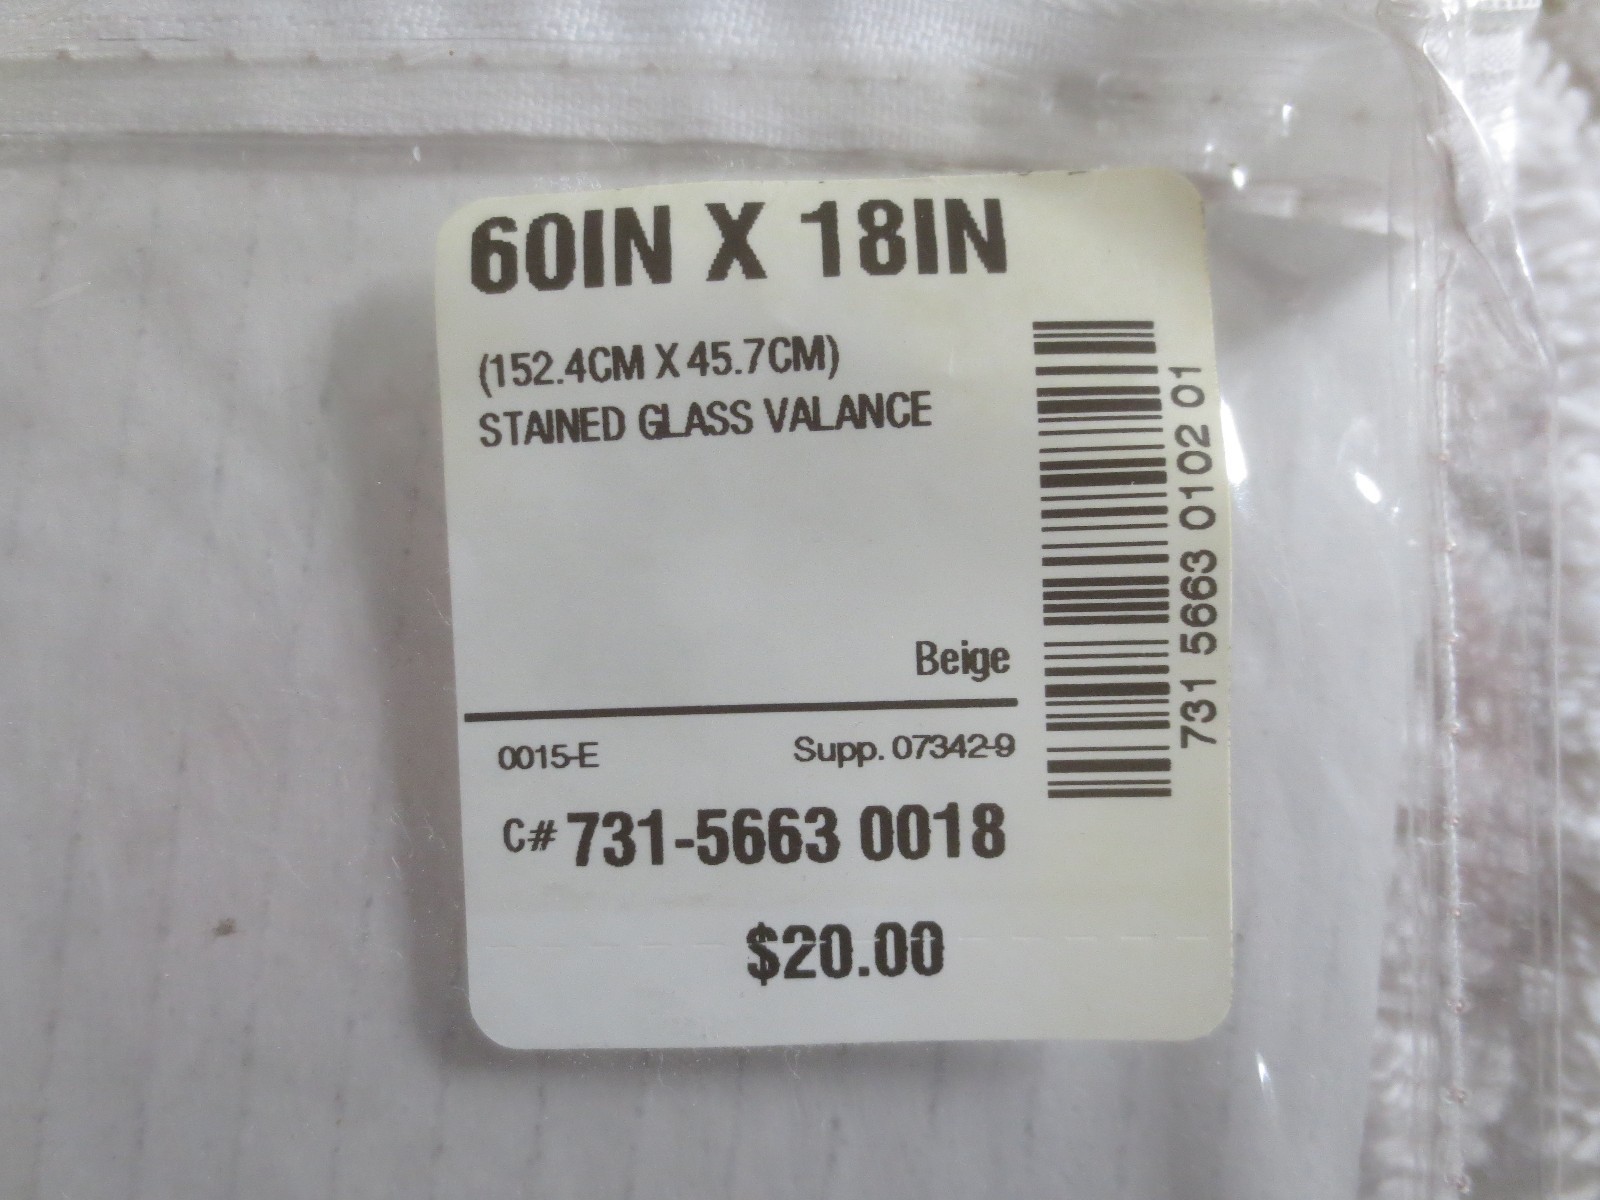 60IN X 18IN
(152.4CM X 45.7CM)
STAINED GLASS VALANCE
Beige
0015-E Supp. 07342-9
C# 731-5663 0018
$20.00
731 5663 0102 01